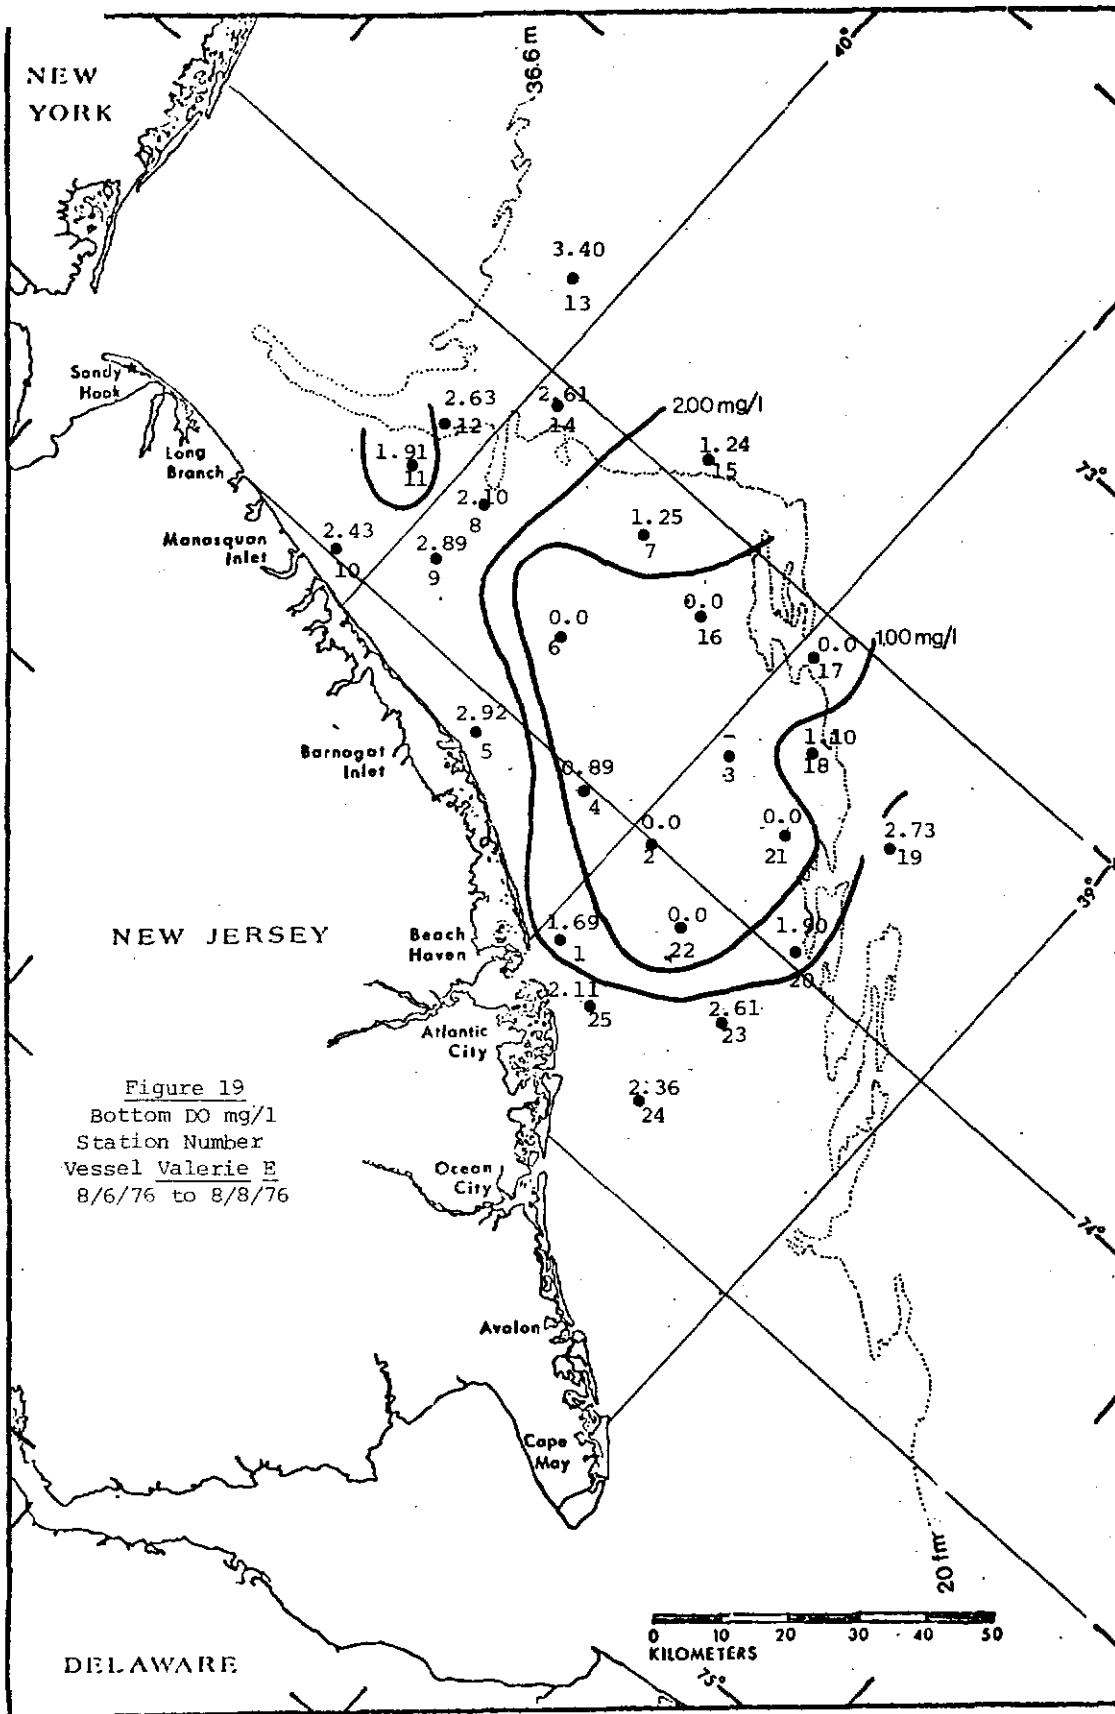 NEW
YORK
36.6 m
40°
3.40
13
Sandy
Hook
2.63
12
2.61
14
2.00 mg/l
1.91
11
1.24
15
Long
Branch
2.10
8
1.25
7
Manasquan
Inlet
2.43
10
2.89
9
73°
0.0
6
0.0
16
0.0
17
1.00 mg/l
2.92
5
Barnegat
Inlet
0.89
4
-
3
1.10
18
0.0
2
0.0
21
2.73
19
39°
NEW JERSEY
Beach
Haven
1.69
1
0.0
22
1.90
20
2.11
25
2.61
23
Atlantic
City
2.36
24
Figure 19
Bottom DO mg/l
Station Number
Vessel Valerie E
8/6/76 to 8/8/76
Ocean
City
74°
Avalon
Cape
May
20 fm
0 10 20 30 40 50
KILOMETERS
DELAWARE
75°